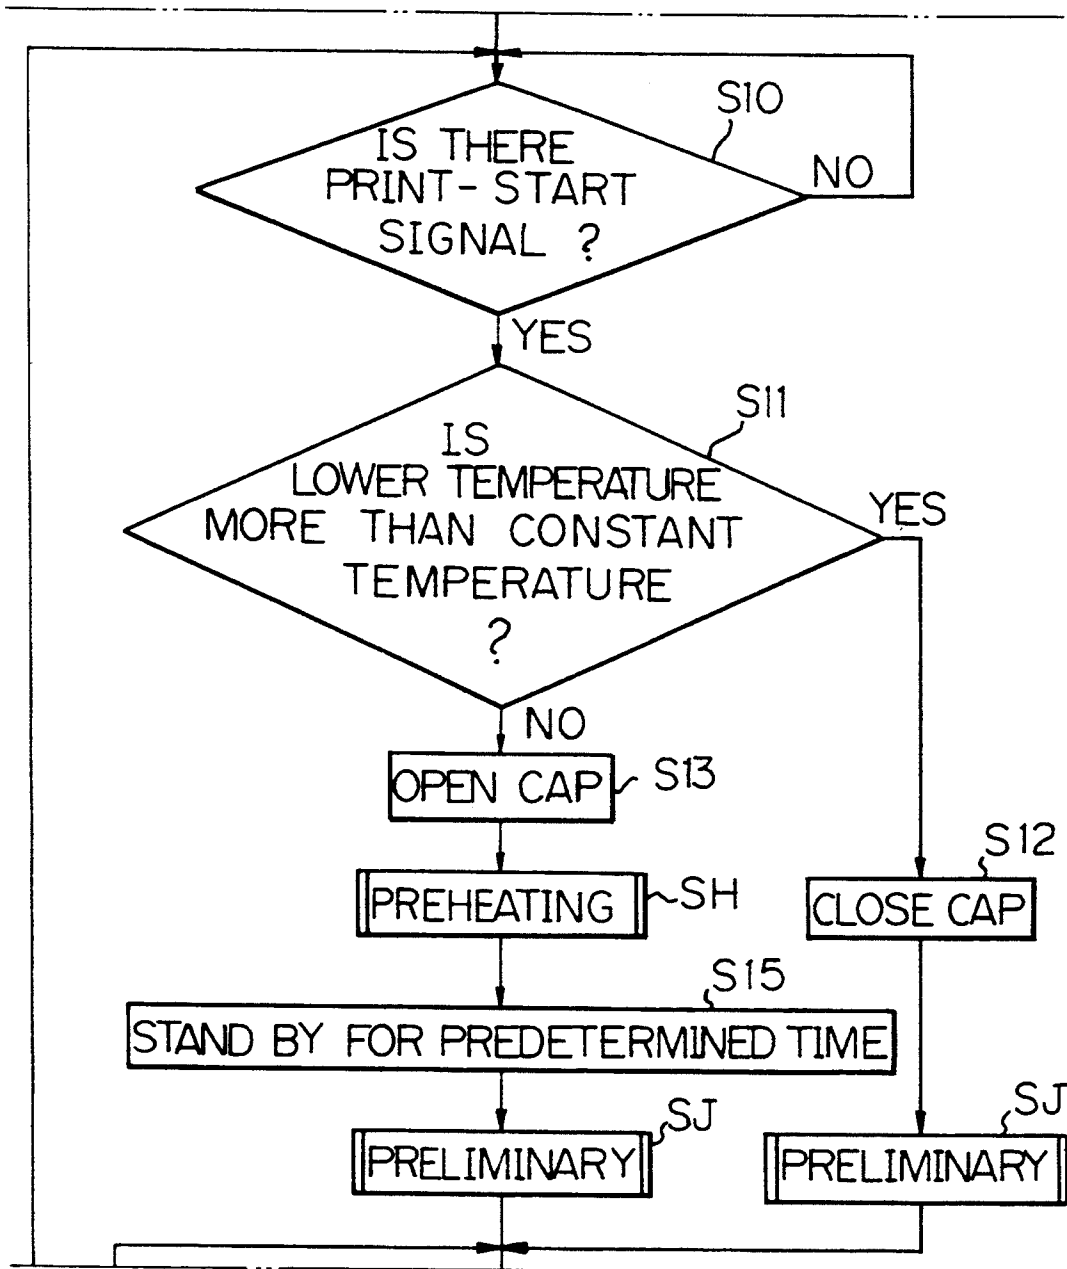 S10
IS THERE
PRINT-START
SIGNAL ?
NO
YES
S11
IS
LOWER TEMPERATURE
MORE THAN CONSTANT
TEMPERATURE
?
YES
NO
OPEN CAP
S13
S12
PREHEATING
SH
CLOSE CAP
S15
STAND BY FOR PREDETERMINED TIME
SJ
PRELIMINARY
SJ
PRELIMINARY